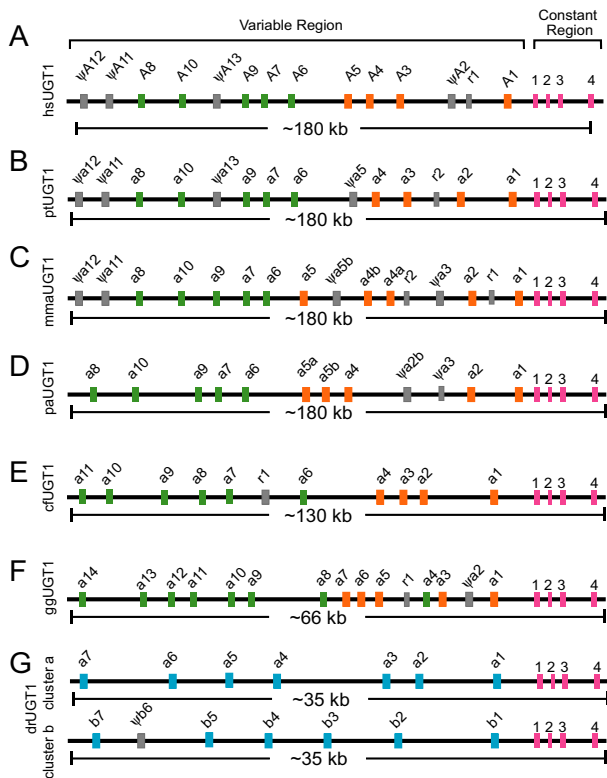 Variable Region
Constant Region
A
hsUGT1
ψA12 ψA11 A8 A10 ψA13 A9 A7 A6 A5 A4 A3 ψA2 r1 A1 1 2 3 4
~180 kb
B
ptUGT1
ψa12 ψa11 a8 a10 ψa13 a9 a7 a6 ψa5 a4 a3 r2 a2 a1 1 2 3 4
~180 kb
C
mmaUGT1
ψa12 ψa11 a8 a10 a9 a7 a6 a5 ψa5b a4b a4a r2 ψa3 a2 r1 a1 1 2 3 4
~180 kb
D
paUGT1
a8 a10 a9 a7 a6 a5a a5b a4 ψa2b ψa3 a2 a1 1 2 3 4
~180 kb
E
cfUGT1
a11 a10 a9 a8 a7 r1 a6 a4 a3 a2 a1 1 2 3 4
~130 kb
F
ggUGT1
a14 a13 a12 a11 a10 a9 a8 a7 a6 a5 r1 a4 a3 ψa2 a1 1 2 3 4
~66 kb
G
drUGT1
cluster a
a7 a6 a5 a4 a3 a2 a1 1 2 3 4
~35 kb
cluster b
b7 ψb6 b5 b4 b3 b2 b1 1 2 3 4
~35 kb